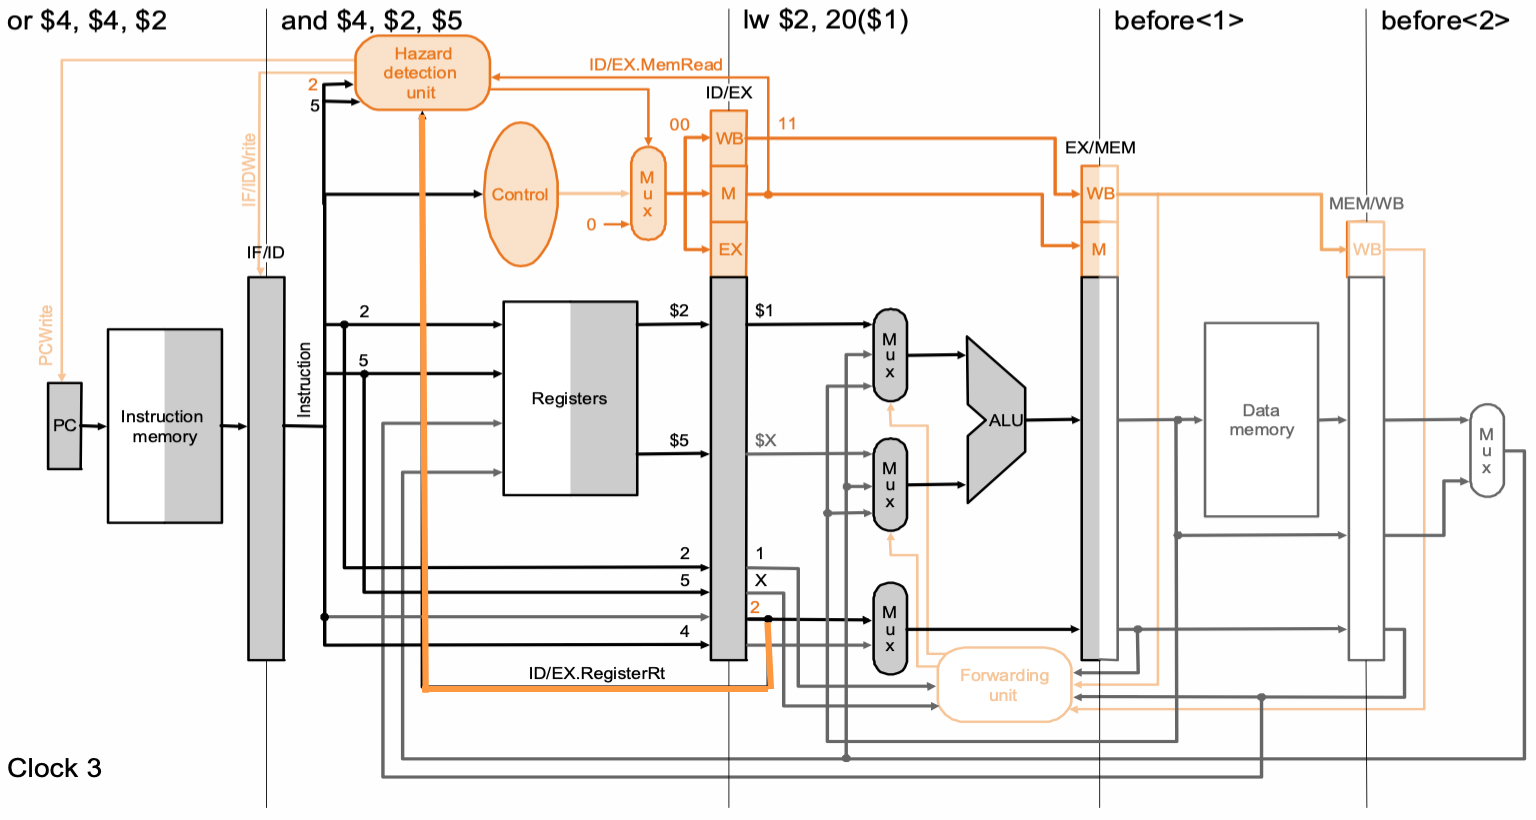 or $4, $4, $2
and $4, $2, $5
lw $2, 20($1)
before<1>
before<2>
Hazard
detection
unit
2
5
ID/EX.MemRead
ID/EX
IF/IDWrite
Control
M
u
x
0
00
WB
M
EX
11
EX/MEM
WB
M
MEM/WB
WB
IF/ID
PCWrite
PC
Instruction
memory
Instruction
2
5
Registers
$2
$5
$1
$X
M
u
x
M
u
x
ALU
Data
memory
M
u
x
2
5
4
1
X
2
M
u
x
ID/EX.RegisterRt
Forwarding
unit
Clock 3